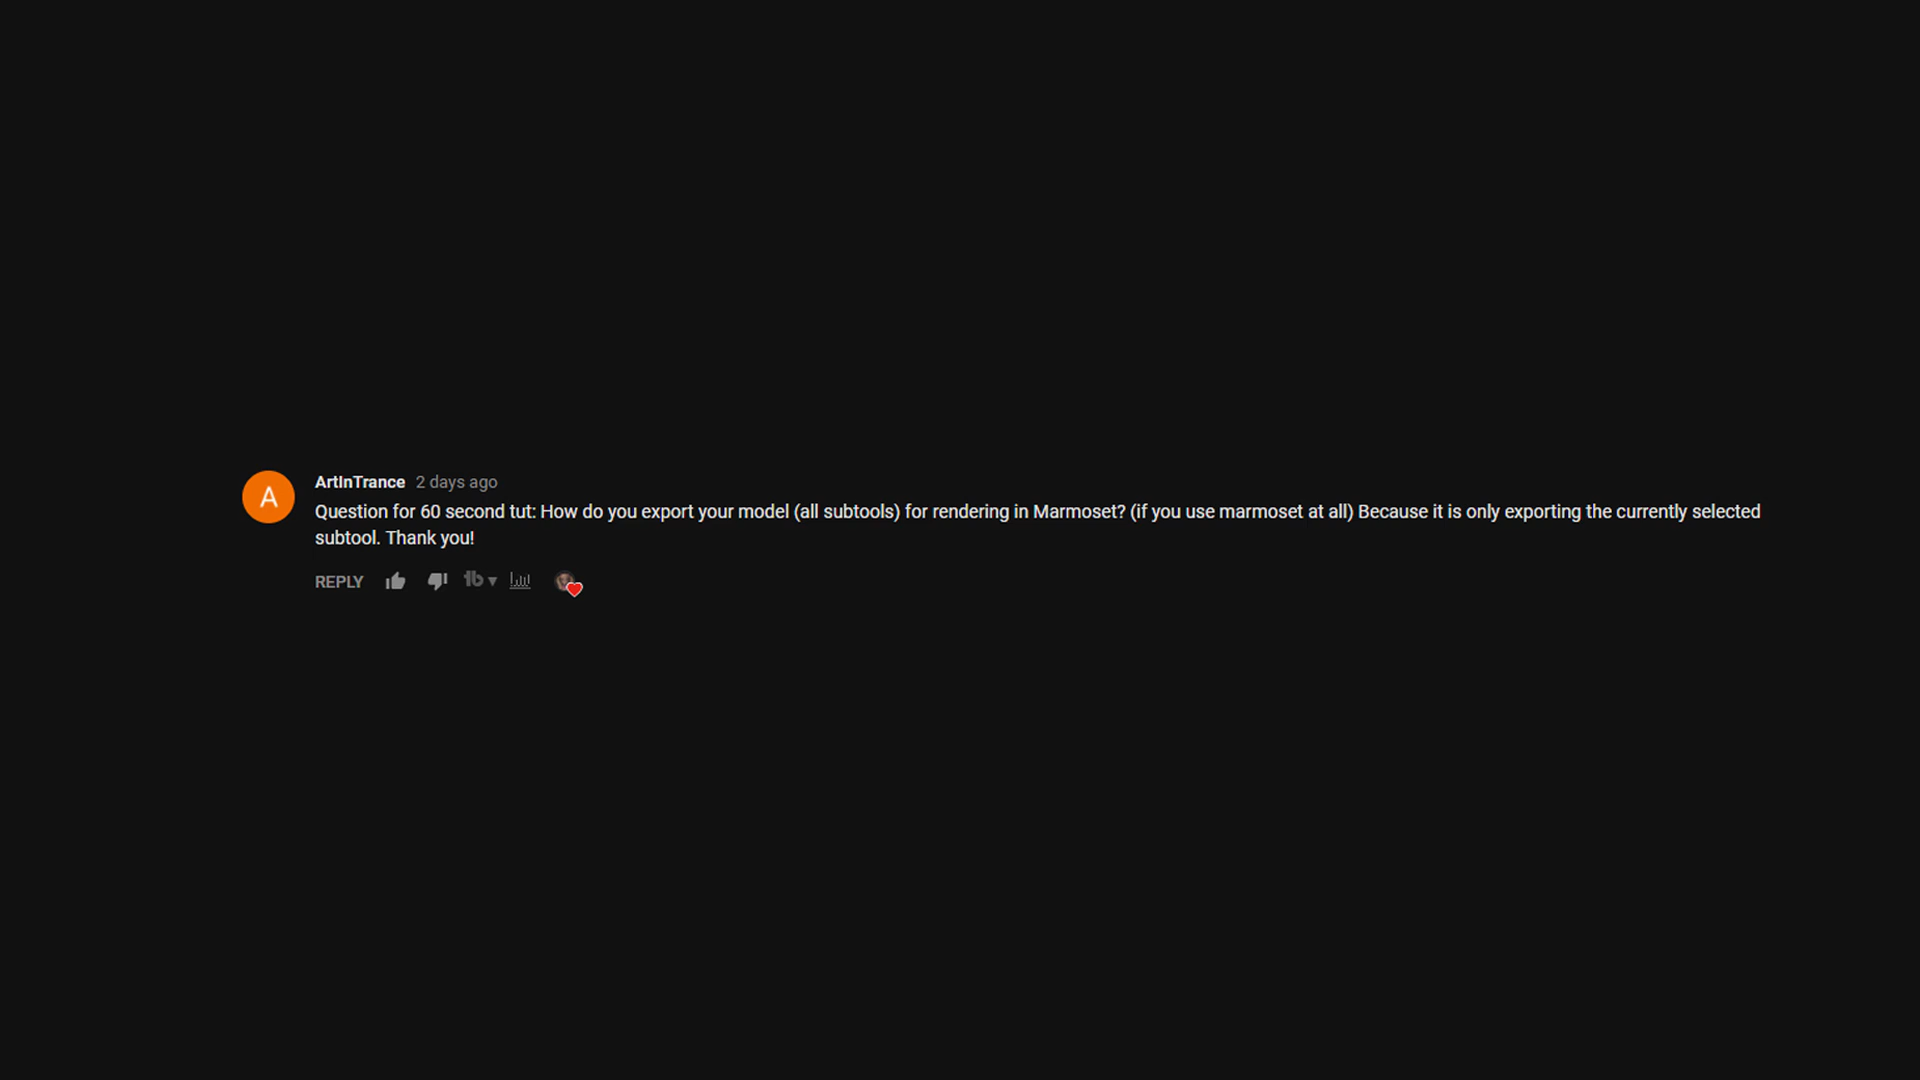 A
ArtInTrance 2 days ago
Question for 60 second tut: How do you export your model (all subtools) for rendering in Marmoset? (if you use marmoset at all) Because it is only exporting the currently selected
subtool. Thank you!
REPLY tb